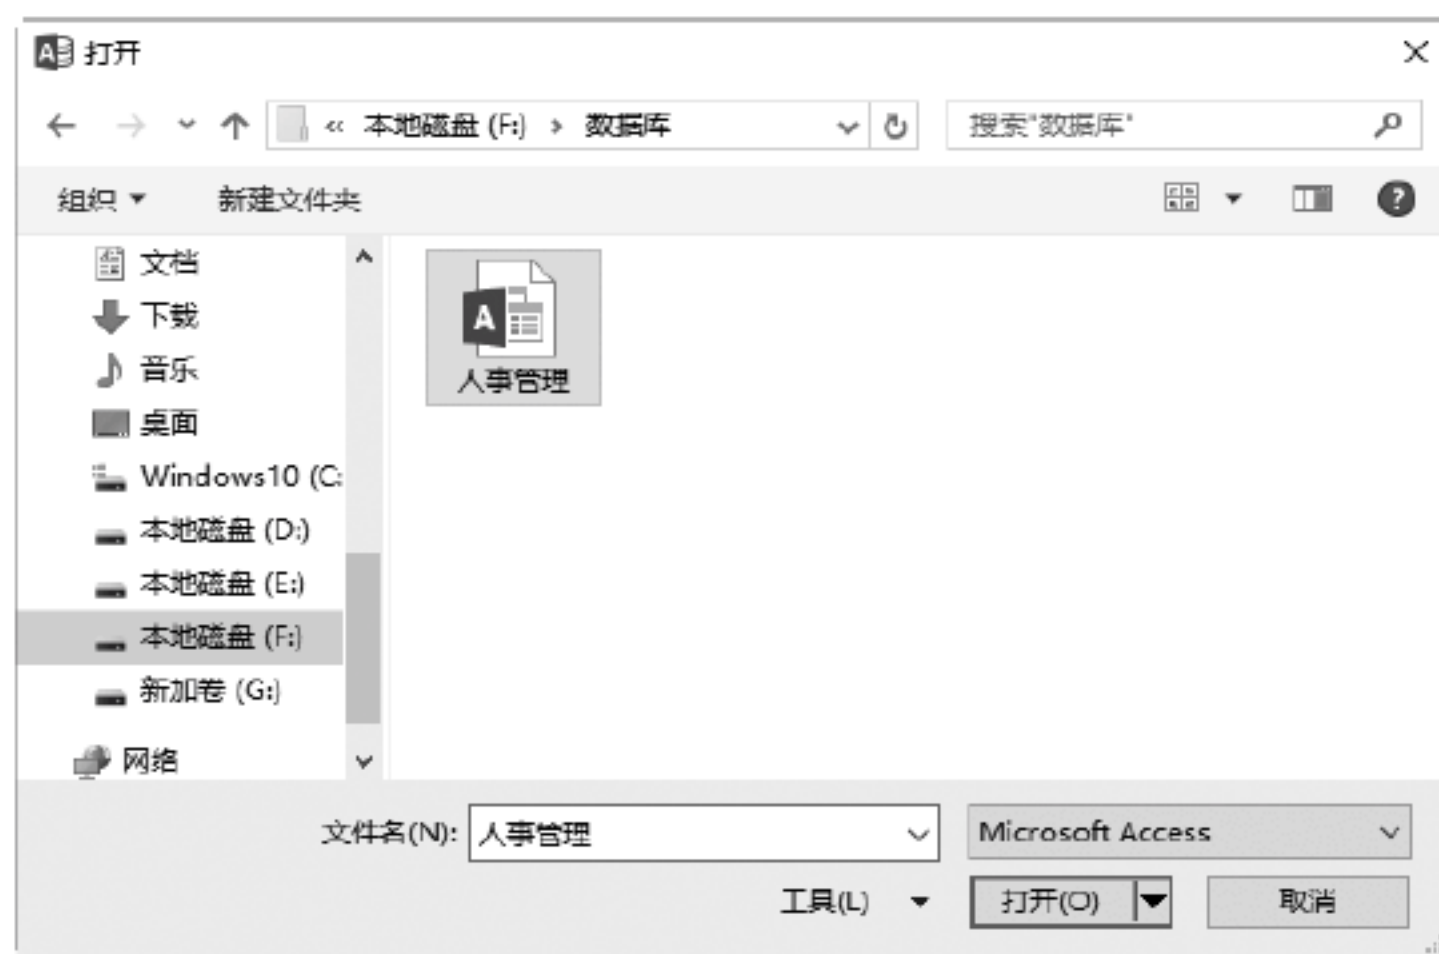 打开
« 本地磁盘 (F:) › 数据库
搜索"数据库"
组织 新建文件夹
文档
下载
音乐
桌面
Windows10 (C:
本地磁盘 (D:)
本地磁盘 (E:)
本地磁盘 (F:)
新加卷 (G:)
网络
人事管理
文件名(N): 人事管理 Microsoft Access
工具(L) 打开(O) 取消